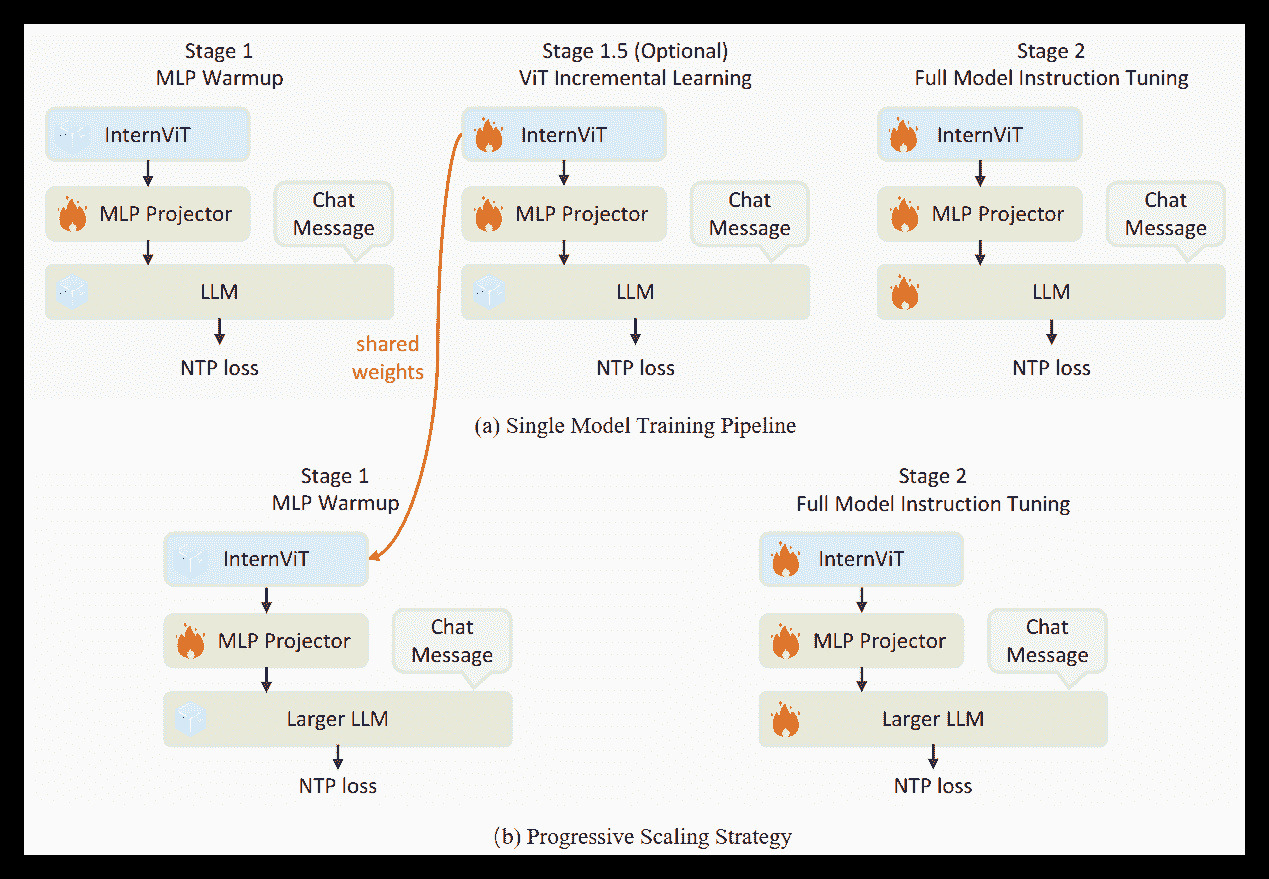 Stage 1
MLP Warmup
InternViT
MLP Projector
Chat
Message
LLM
NTP loss
Stage 1.5 (Optional)
ViT Incremental Learning
InternViT
MLP Projector
Chat
Message
LLM
NTP loss
Stage 2
Full Model Instruction Tuning
InternViT
MLP Projector
Chat
Message
LLM
NTP loss
shared
weights
(a) Single Model Training Pipeline
Stage 1
MLP Warmup
InternViT
MLP Projector
Chat
Message
Larger LLM
NTP loss
Stage 2
Full Model Instruction Tuning
InternViT
MLP Projector
Chat
Message
Larger LLM
NTP loss
(b) Progressive Scaling Strategy